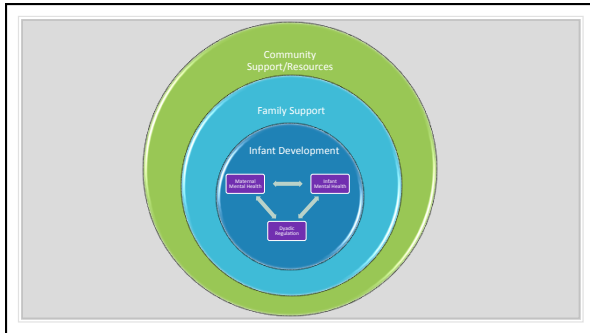 Community
Support/Resources
Family Support
Infant Development
Maternal
Mental Health
Infant
Mental Health
Dyadic
Regulation